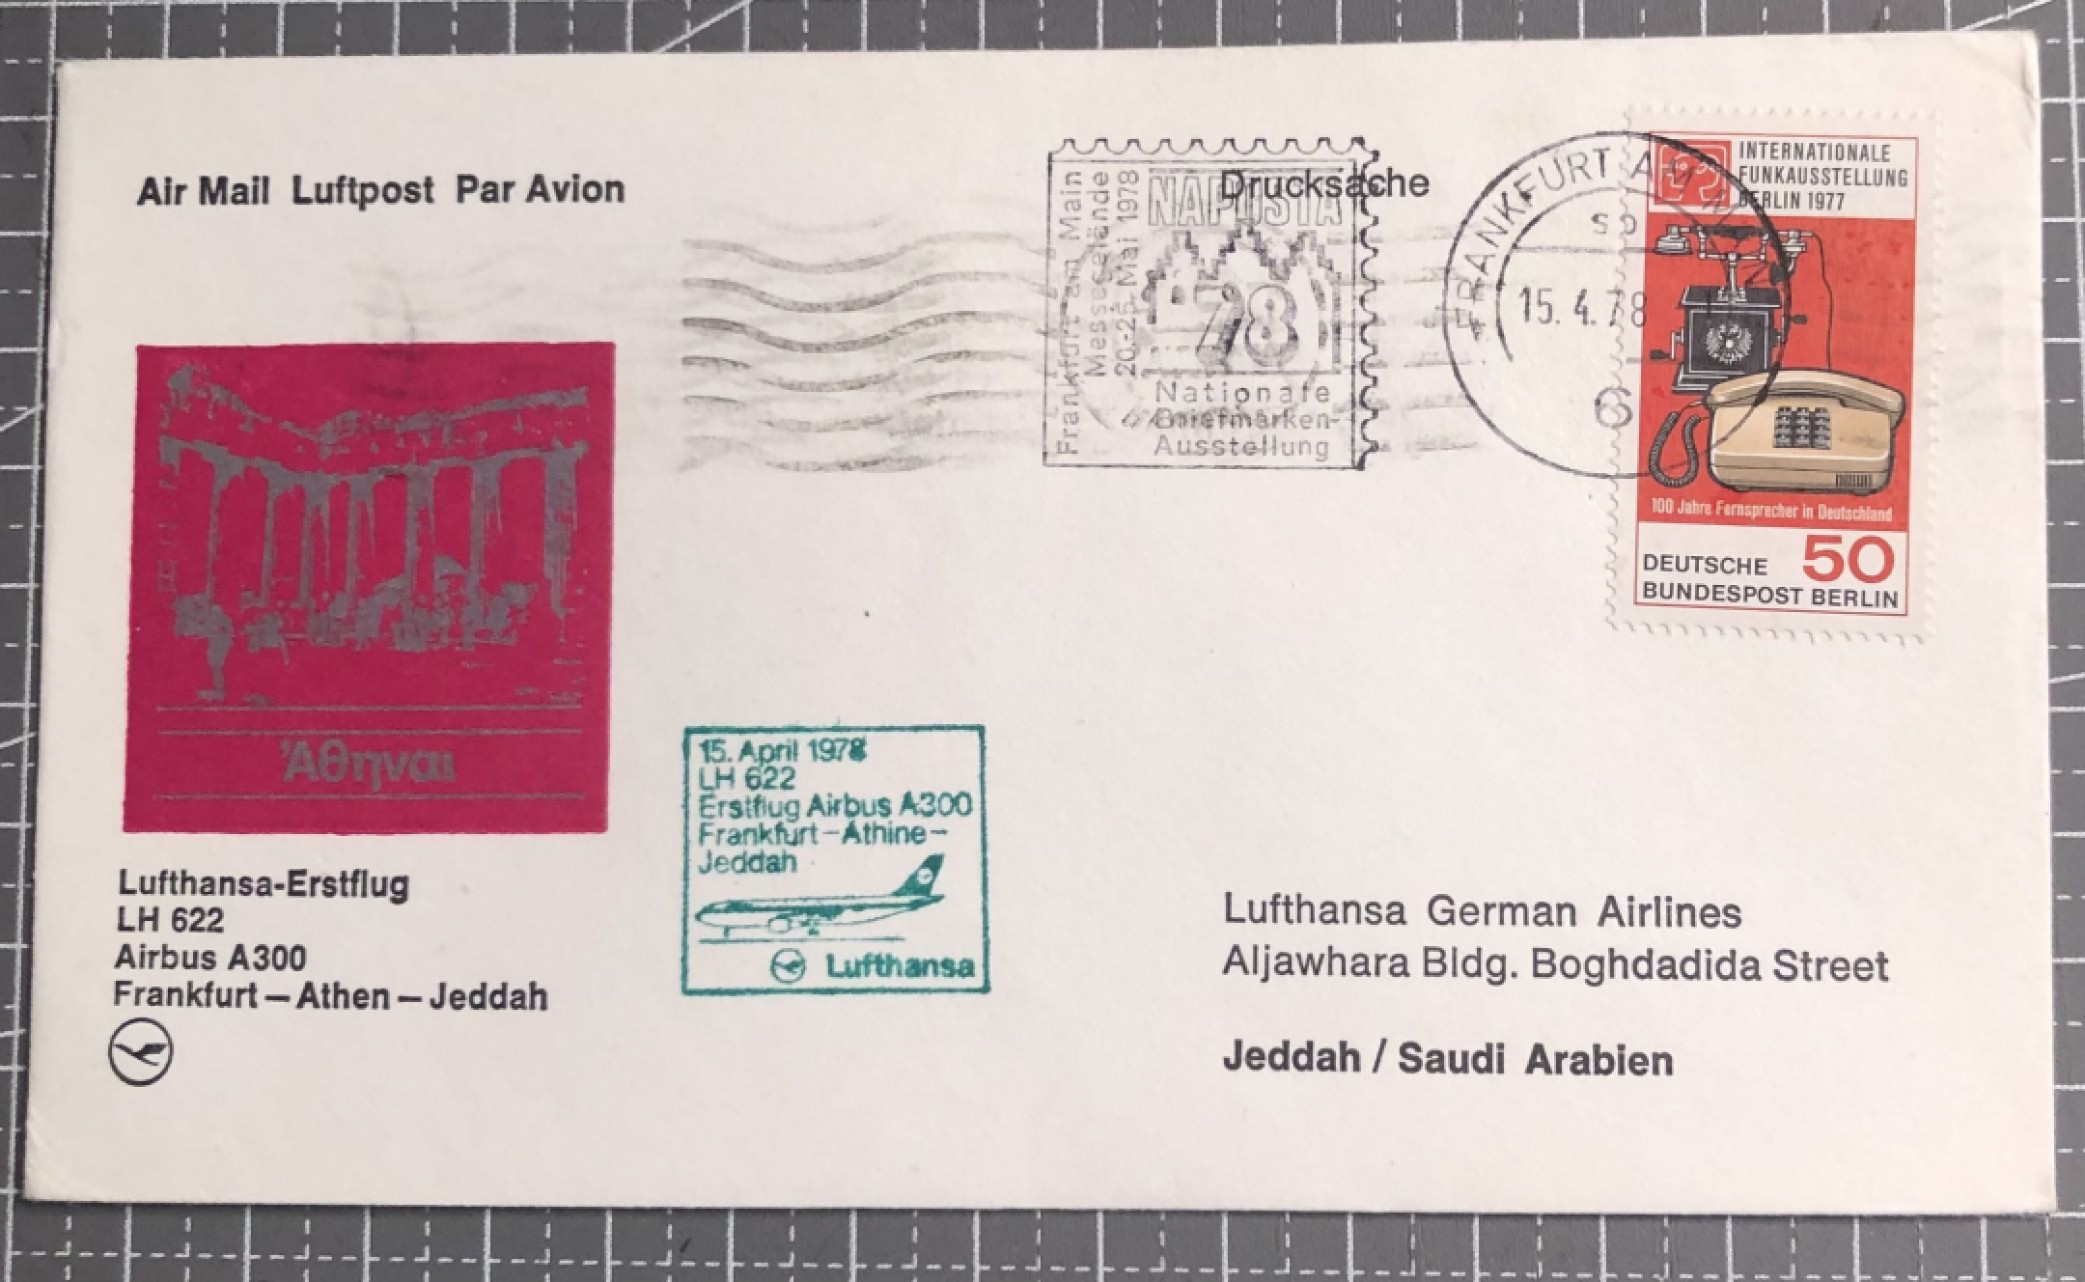 Air Mail Luftpost Par Avion
Drucksache
Frankfurt am Main
Messegelände
20.-25. Mai 1978
NAPOSTA
78
Nationale
Briefmarken-
Ausstellung
FRANKFURT AM
15.4.78
6
INTERNATIONALE
FUNKAUSSTELLUNG
BERLIN 1977
100 Jahre Fernsprecher in Deutschland
DEUTSCHE 50
BUNDESPOST BERLIN
Ἀθηναι
Lufthansa-Erstflug
LH 622
Airbus A300
Frankfurt – Athen – Jeddah
15. April 1978
LH 622
Erstflug Airbus A300
Frankfurt – Athine –
Jeddah
Lufthansa
Lufthansa German Airlines
Aljawhara Bldg. Boghdadida Street
Jeddah / Saudi Arabien